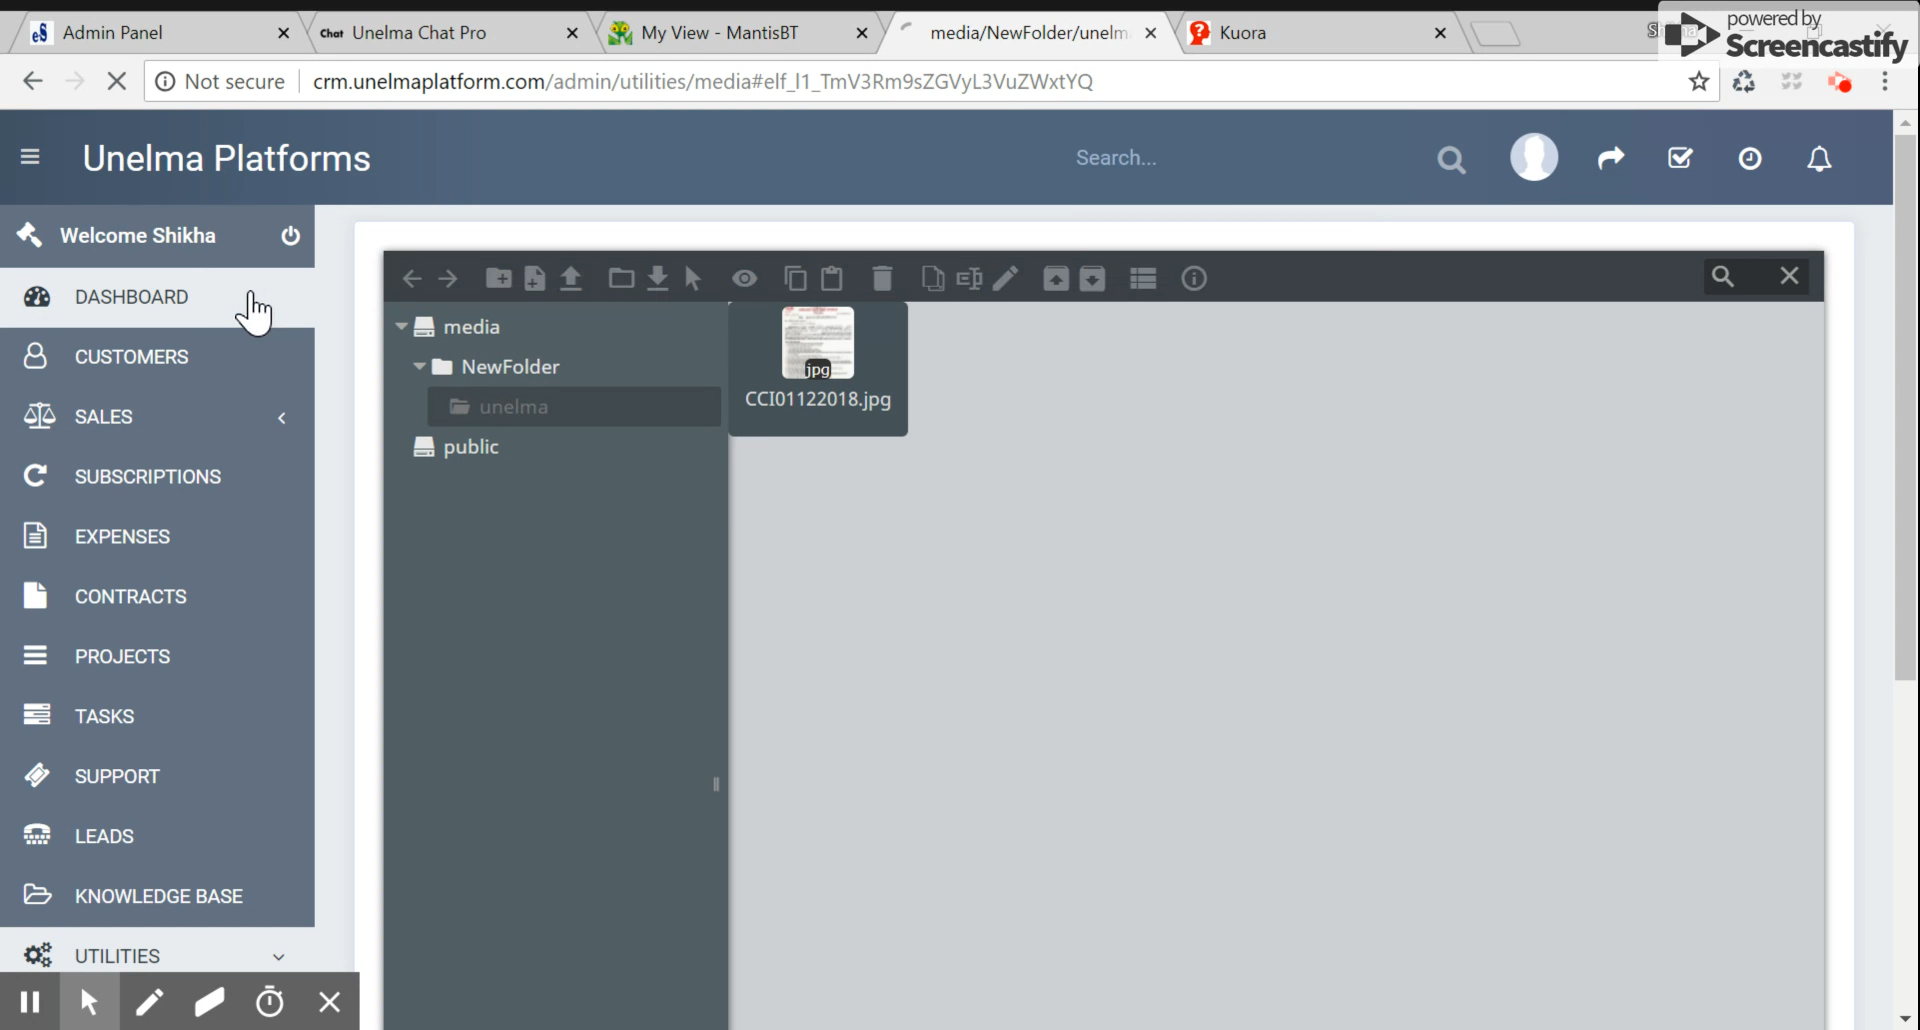 Admin Panel
Chat Unelma Chat Pro
My View - MantisBT
media/NewFolder/unelm
Kuora
powered by
Screencastify
Not secure
crm.unelmaplatform.com/admin/utilities/media#elf_l1_TmV3Rm9sZGVyL3VuZWxtYQ
Unelma Platforms
Search...
Welcome Shikha
DASHBOARD
CUSTOMERS
SALES
SUBSCRIPTIONS
EXPENSES
CONTRACTS
PROJECTS
TASKS
SUPPORT
LEADS
KNOWLEDGE BASE
UTILITIES
media
NewFolder
unelma
public
jpg
CCI01122018.jpg